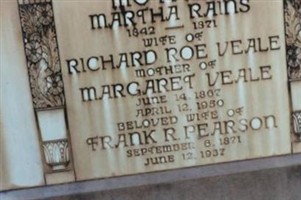 MARTHA RAINS
1842 1871
WIFE OF
RICHARD ROE VEALE
MOTHER OF
MARGARET VEALE
JUNE 14, 1867
APRIL 12, 1950
BELOVED WIFE OF
FRANK R. PEARSON
SEPTEMBER 6, 1871
JUNE 12, 1937